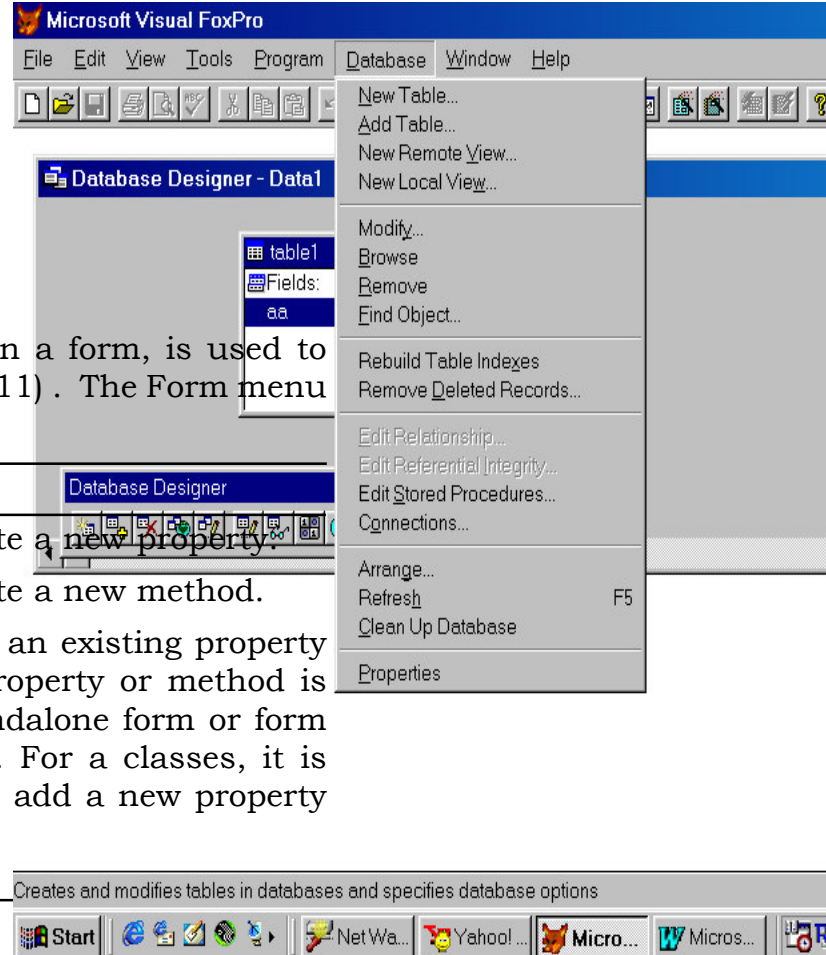 Microsoft Visual FoxPro
File Edit View Tools Program Database Window Help
New Table...
Add Table...
New Remote View...
New Local View...
Modify...
Browse
Remove
Find Object...
Rebuild Table Indexes
Remove Deleted Records...
Edit Relationship...
Edit Referential Integrity...
Edit Stored Procedures...
Connections...
Arrange...
Refresh F5
Clean Up Database
Properties
Database Designer - Data1
table1
Fields:
aa
Database Designer
n a form, is used to
11) . The Form menu
te a new property.
te a new method.
an existing property
roperty or method is
ndalone form or form
. For a classes, it is
add a new property
Creates and modifies tables in databases and specifies database options
Start Net Wa... Yahoo! ... Micro... Micros...